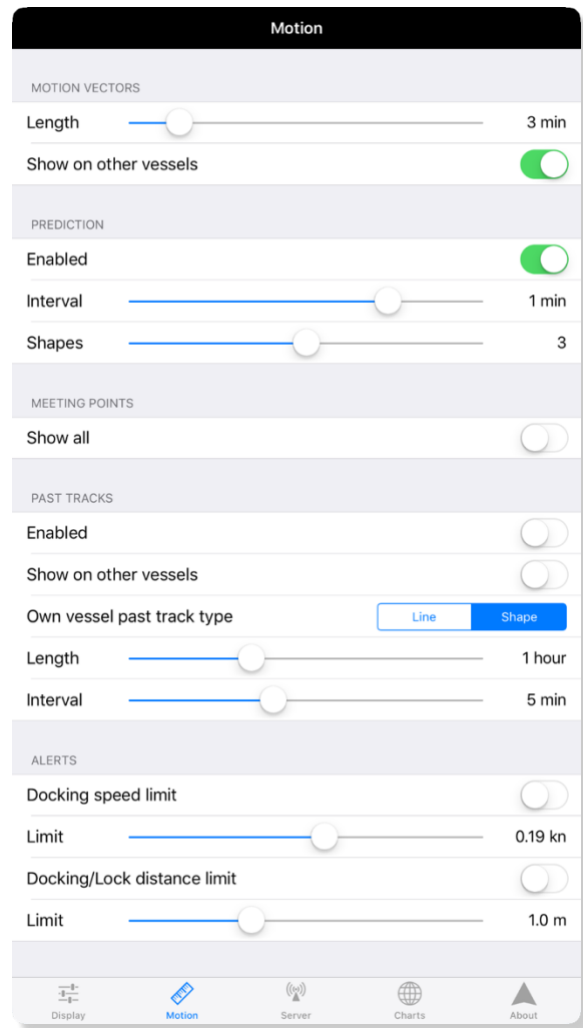 Motion
MOTION VECTORS
Length 3 min
Show on other vessels
PREDICTION
Enabled
Interval 1 min
Shapes 3
MEETING POINTS
Show all
PAST TRACKS
Enabled
Show on other vessels
Own vessel past track type Line Shape
Length 1 hour
Interval 5 min
ALERTS
Docking speed limit
Limit 0.19 kn
Docking/Lock distance limit
Limit 1.0 m
Display Motion Server Charts About